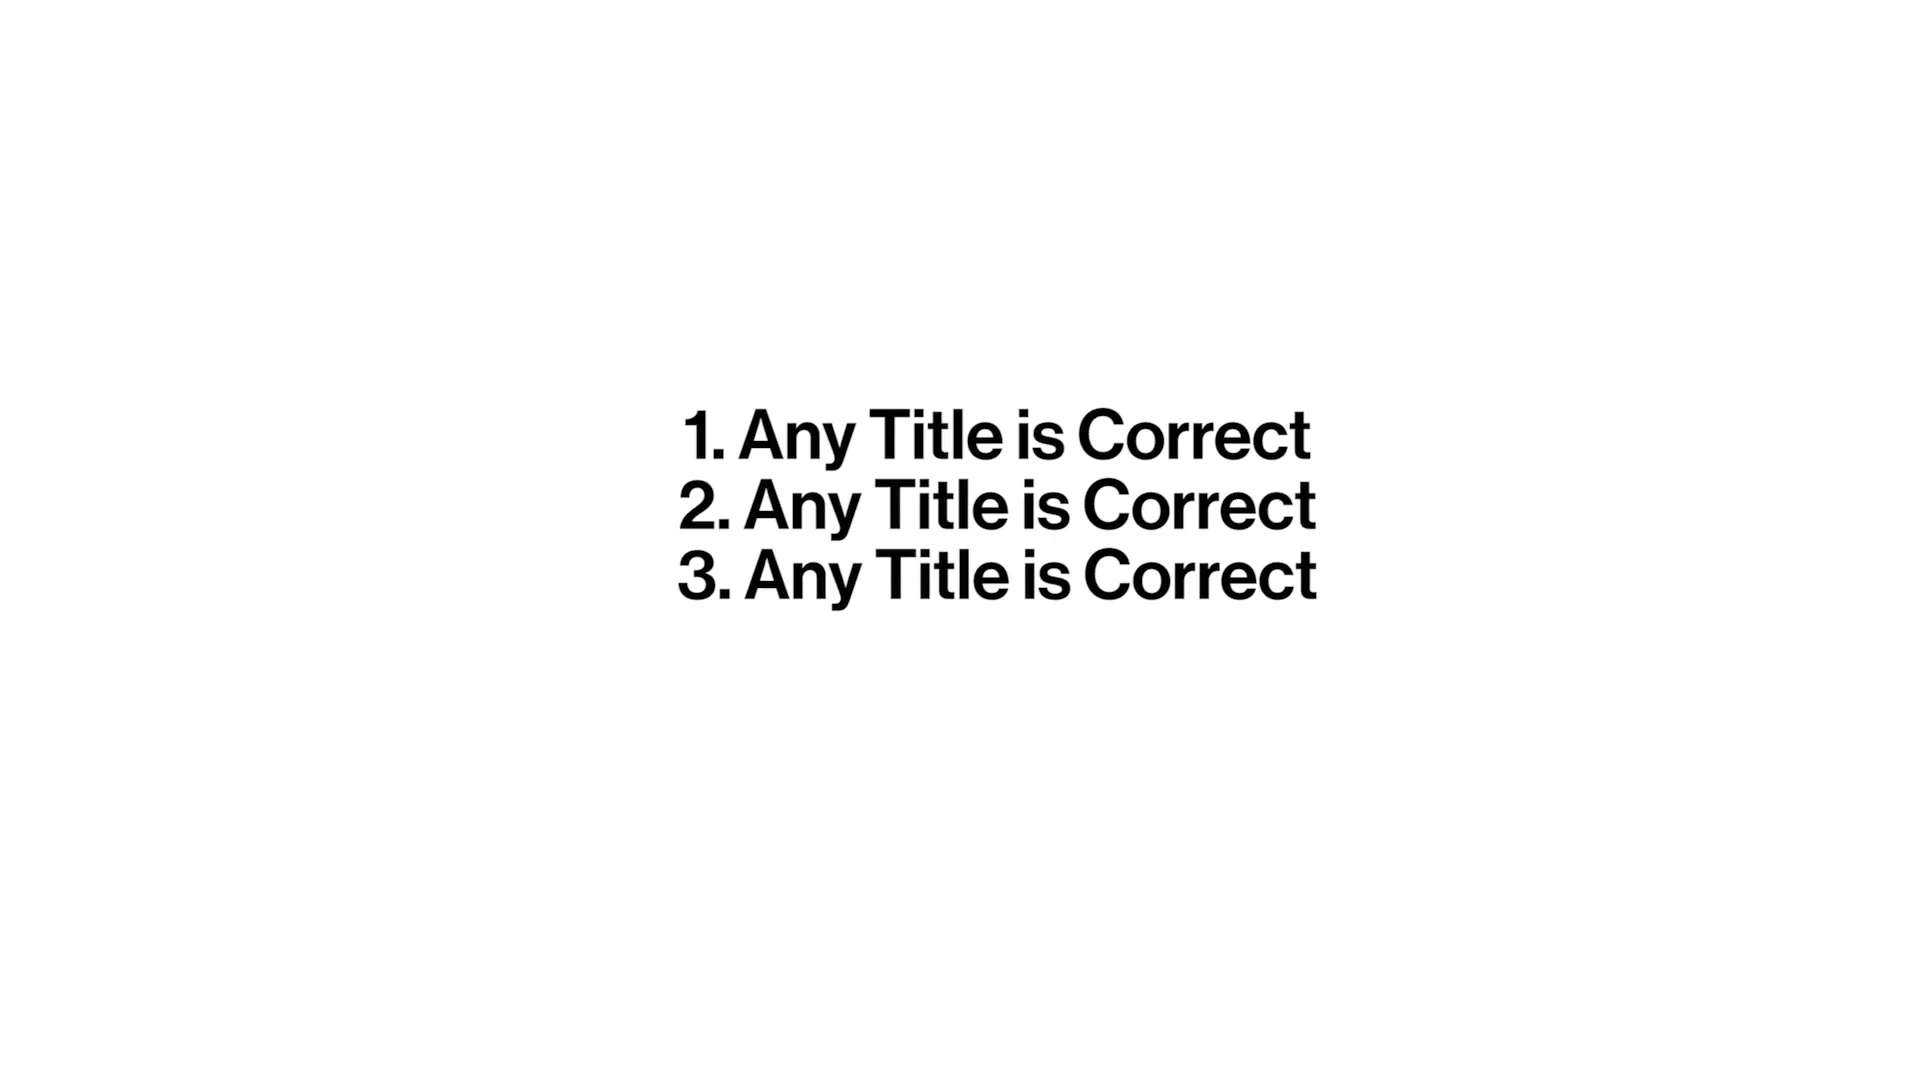 1. Any Title is Correct
2. Any Title is Correct
3. Any Title is Correct